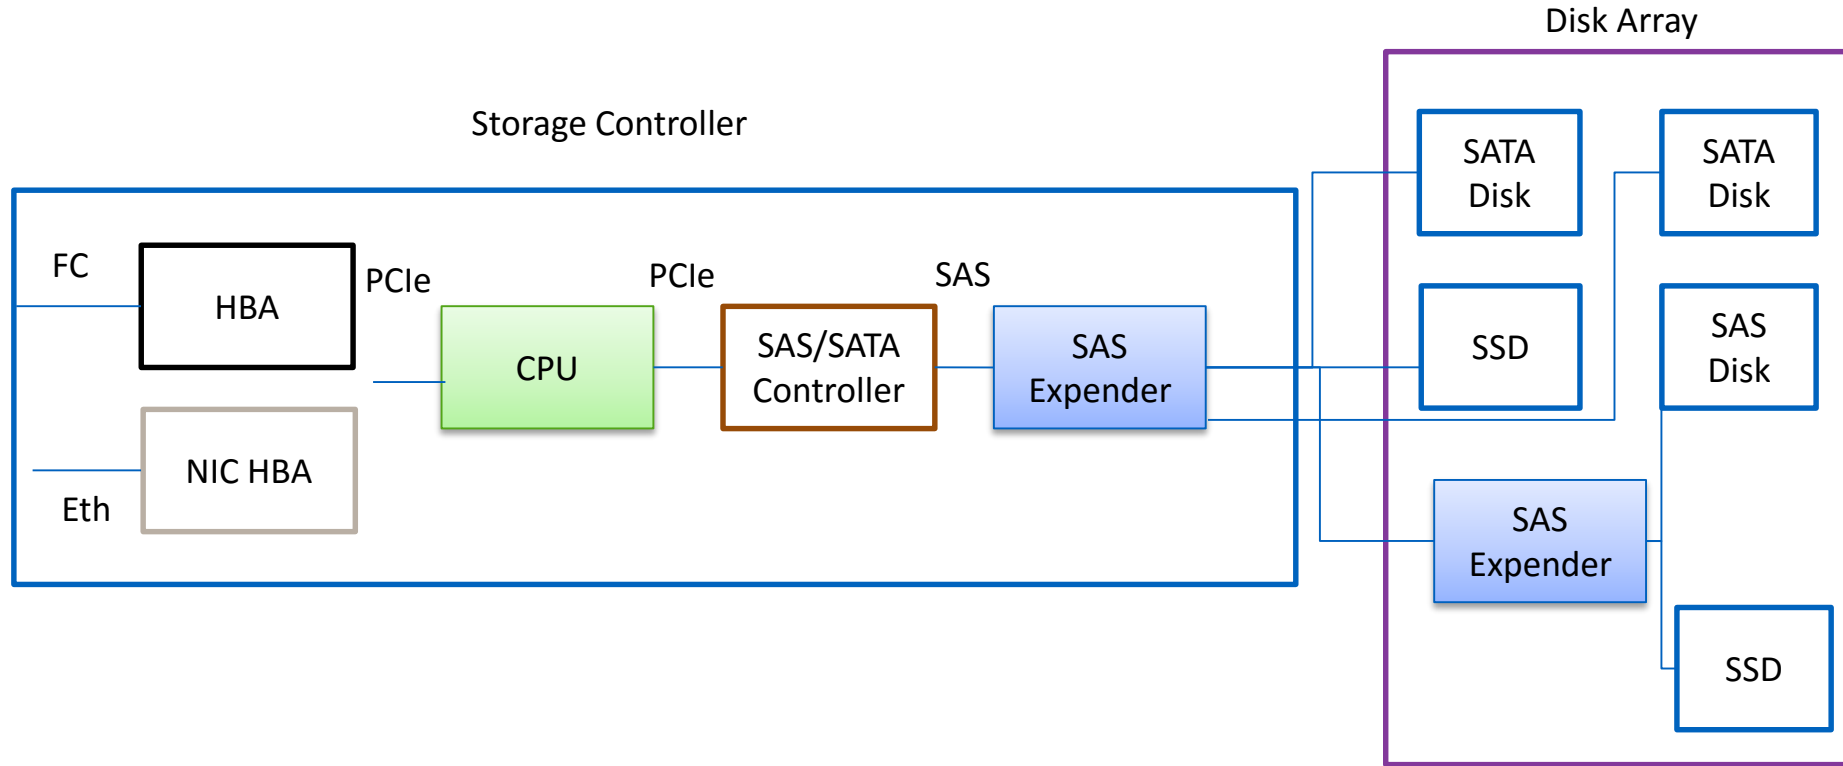 Disk Array
Storage Controller
FC
HBA
PCIe
NIC HBA
Eth
CPU
PCIe
SAS/SATA
Controller
SAS
SAS
Expender
SATA
Disk
SATA
Disk
SSD
SAS
Disk
SAS
Expender
SSD